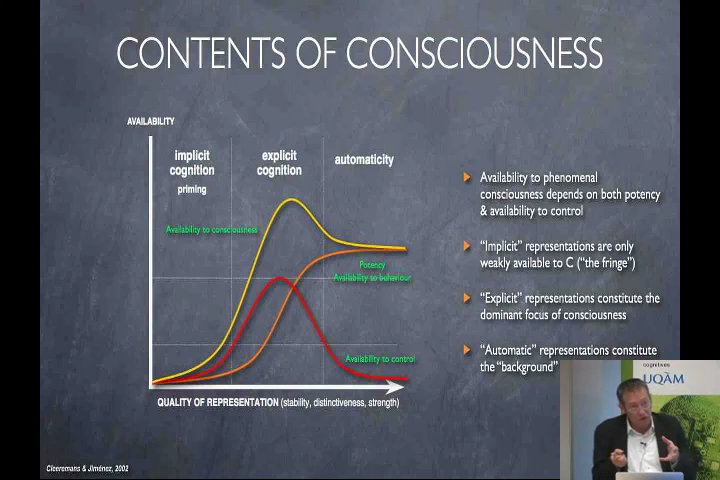 CONTENTS OF CONSCIOUSNESS
AVAILABILITY
implicit cognition
priming
explicit cognition
automaticity
Availability to consciousness
Potency
Availability to behaviour
Availability to control
QUALITY OF REPRESENTATION (stability, distinctiveness, strength)
Availability to phenomenal
consciousness depends on both potency
& availability to control
“Implicit” representations are only
weakly available to C (“the fringe”)
“Explicit” representations constitute the
dominant focus of consciousness
“Automatic” representations constitute
the “background”
UQÀM
Cleeremans & Jiménez, 2002